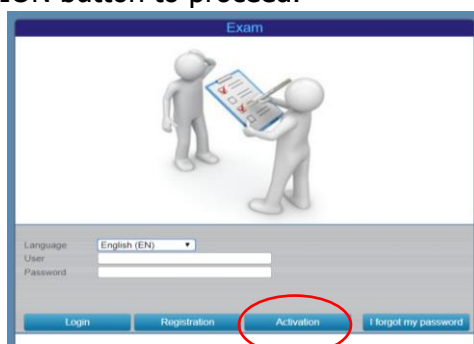 ION button to proceed.
Exam
Language English (EN)
User
Password
Login Registration Activation I forgot my password